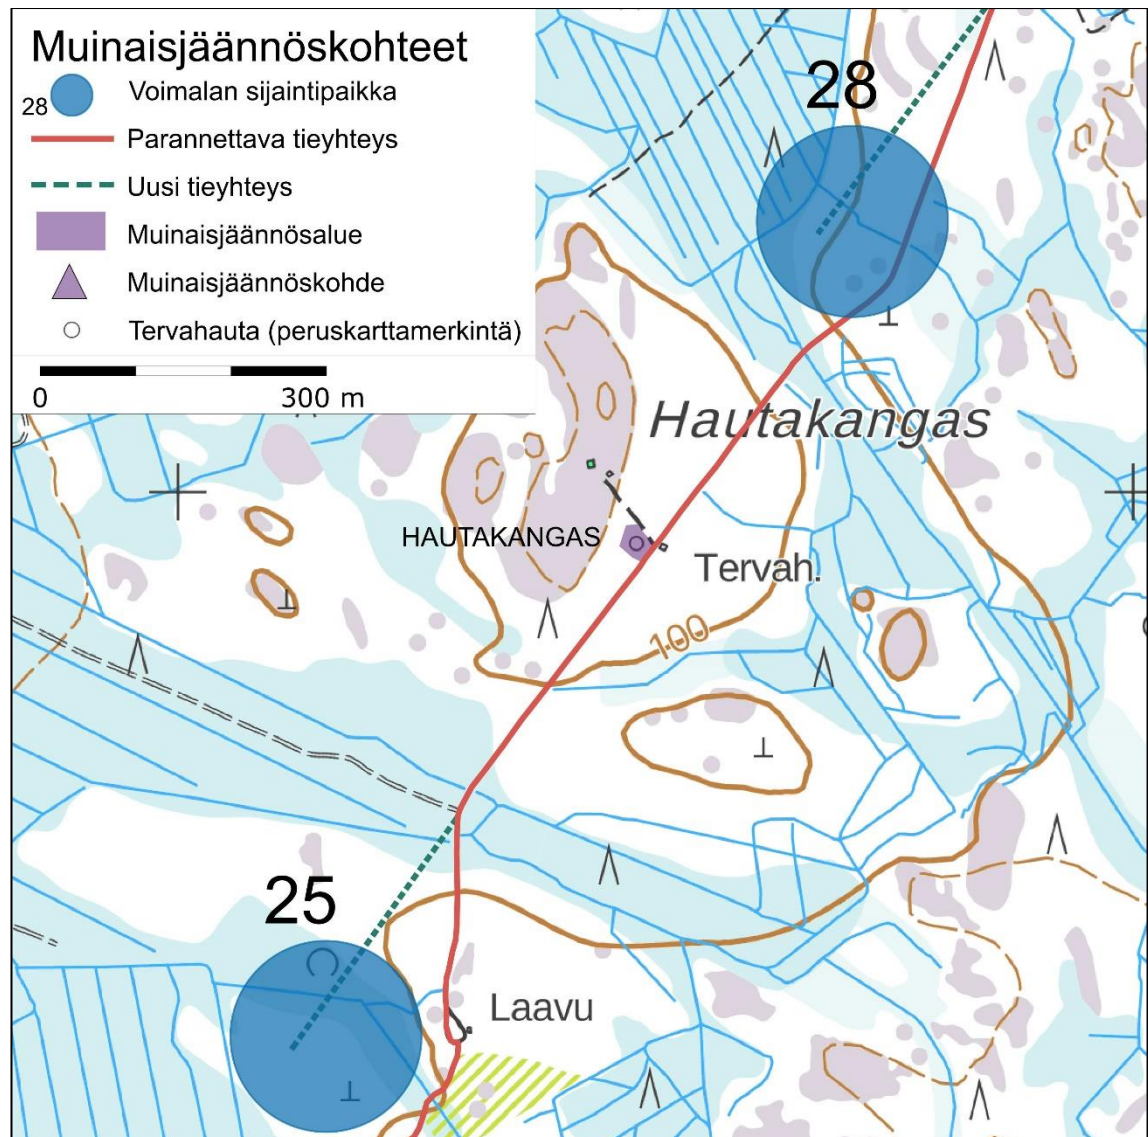 Muinaisjäännöskohteet
28 Voimalan sijaintipaikka
Parannettava tieyhteys
Uusi tieyhteys
Muinaisjäännösalue
Muinaisjäännöskohde
Tervahauta (peruskarttamerkintä)
0 300 m
28
Hautakangas
HAUTAKANGAS
Tervah.
100
25
Laavu